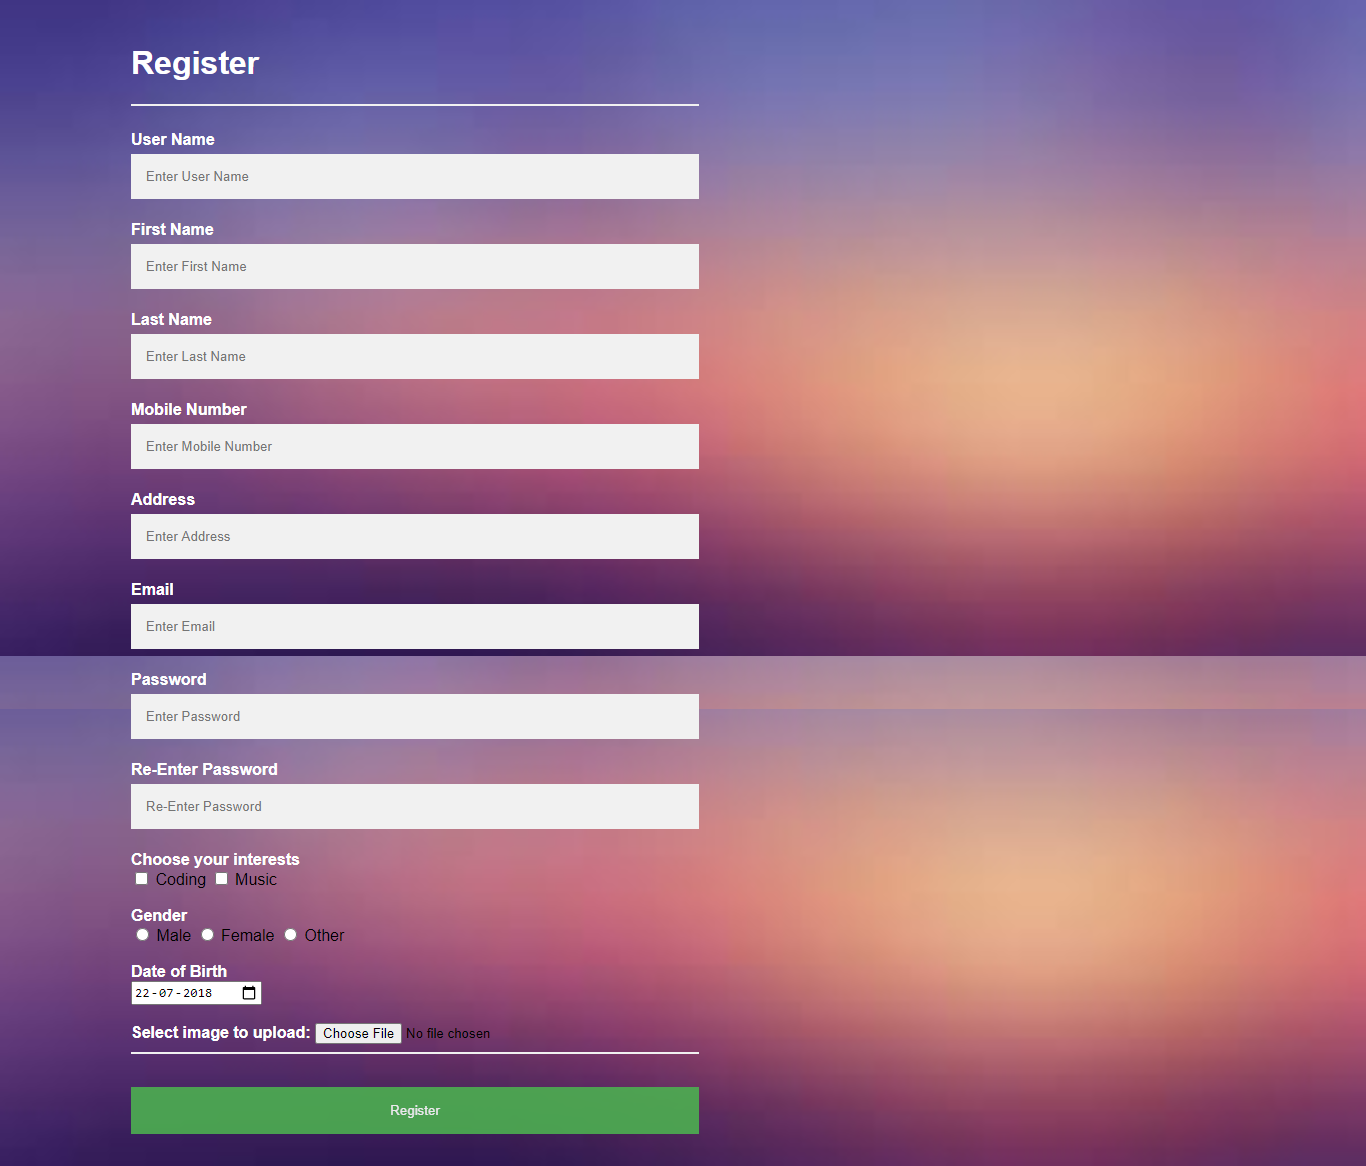 Register
User Name
Enter User Name
First Name
Enter First Name
Last Name
Enter Last Name
Mobile Number
Enter Mobile Number
Address
Enter Address
Email
Enter Email
Password
Enter Password
Re-Enter Password
Re-Enter Password
Choose your interests
Coding Music
Gender
Male Female Other
Date of Birth
22-07-2018
Select image to upload: Choose File No file chosen
Register